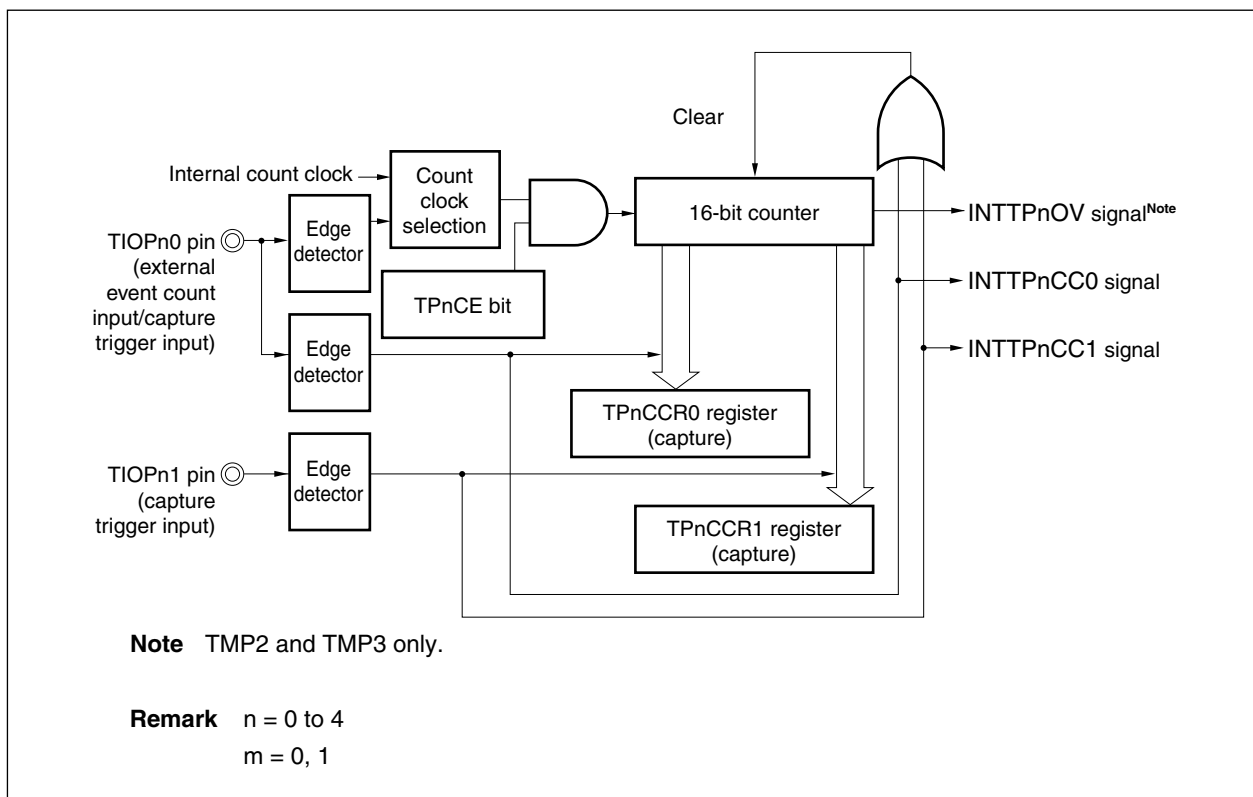 Clear
Internal count clock
Count
clock
selection
16-bit counter
INTTPnOV signalNote
TIOPn0 pin
(external
event count
input/capture
trigger input)
Edge
detector
TPnCE bit
INTTPnCC0 signal
Edge
detector
INTTPnCC1 signal
TPnCCR0 register
(capture)
TIOPn1 pin
(capture
trigger input)
Edge
detector
TPnCCR1 register
(capture)
Note TMP2 and TMP3 only.
Remark n = 0 to 4
m = 0, 1